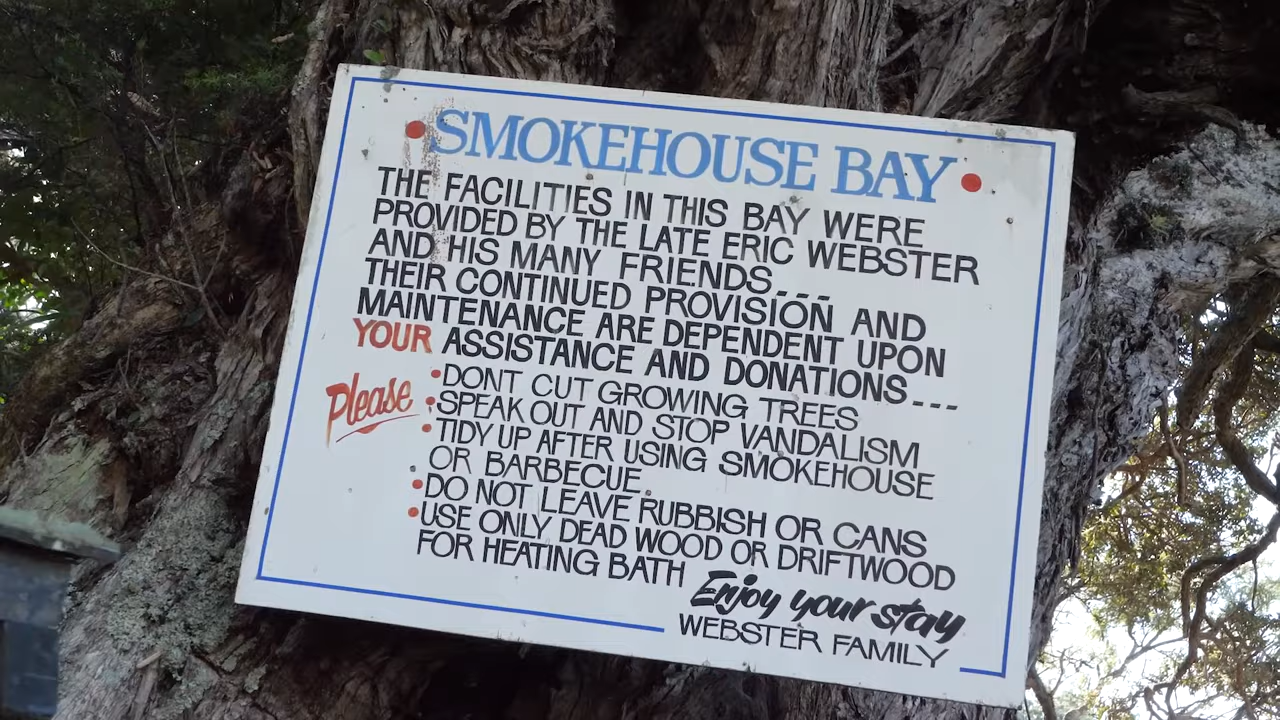 SMOKEHOUSE BAY
THE FACILITIES IN THIS BAY WERE
PROVIDED BY THE LATE ERIC WEBSTER
AND HIS MANY FRIENDS...
THEIR CONTINUED PROVISION AND
MAINTENANCE ARE DEPENDENT UPON
YOUR ASSISTANCE AND DONATIONS...
Please
• DONT CUT GROWING TREES
• SPEAK OUT AND STOP VANDALISM
• TIDY UP AFTER USING SMOKEHOUSE
OR BARBECUE.
• DO NOT LEAVE RUBBISH OR CANS
• USE ONLY DEAD WOOD OR DRIFTWOOD
FOR HEATING BATH
Enjoy your stay
WEBSTER FAMILY